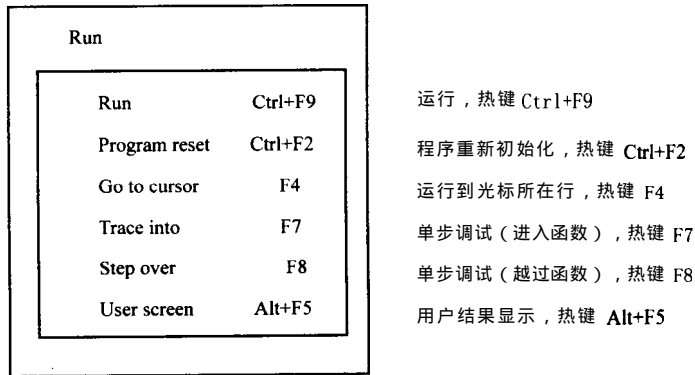 Run
Run Ctrl+F9 运行，热键 Ctrl+F9
Program reset Ctrl+F2 程序重新初始化，热键 Ctrl+F2
Go to cursor F4 运行到光标所在行，热键 F4
Trace into F7 单步调试（进入函数），热键 F7
Step over F8 单步调试（越过函数），热键 F8
User screen Alt+F5 用户结果显示，热键 Alt+F5